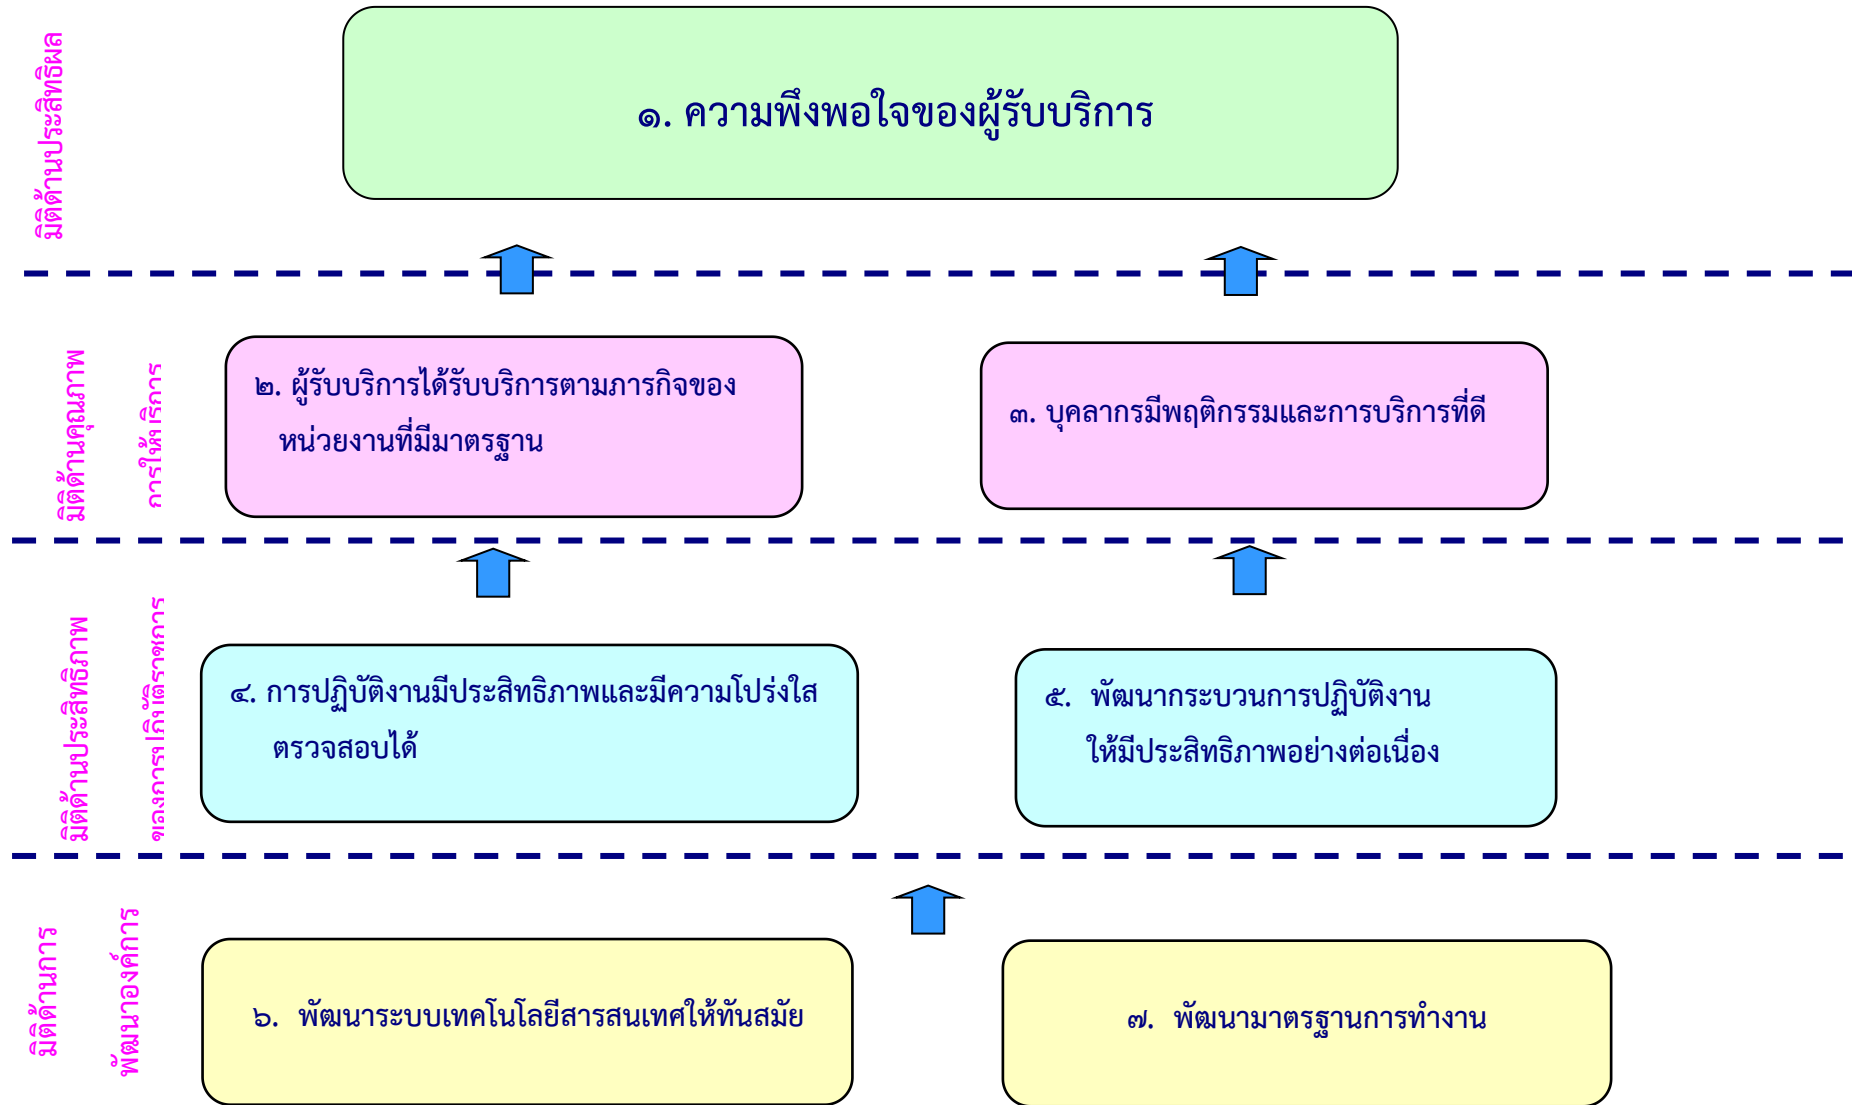 มิติด้านประสิทธิผล
๑. ความพึงพอใจของผู้รับบริการ
มิติด้านคุณภาพ
การให้บริการ
๒. ผู้รับบริการได้รับบริการตามภารกิจของ
หน่วยงานที่มีมาตรฐาน
๓. บุคลากรมีพฤติกรรมและการบริการที่ดี
มิติด้านประสิทธิภาพ
ของการปฏิบัติราชการ
๔. การปฏิบัติงานมีประสิทธิภาพและมีความโปร่งใส
ตรวจสอบได้
๕. พัฒนากระบวนการปฏิบัติงาน
ให้มีประสิทธิภาพอย่างต่อเนื่อง
มิติด้านการ
พัฒนาองค์การ
๖. พัฒนาระบบเทคโนโลยีสารสนเทศให้ทันสมัย
๗. พัฒนามาตรฐานการทำงาน